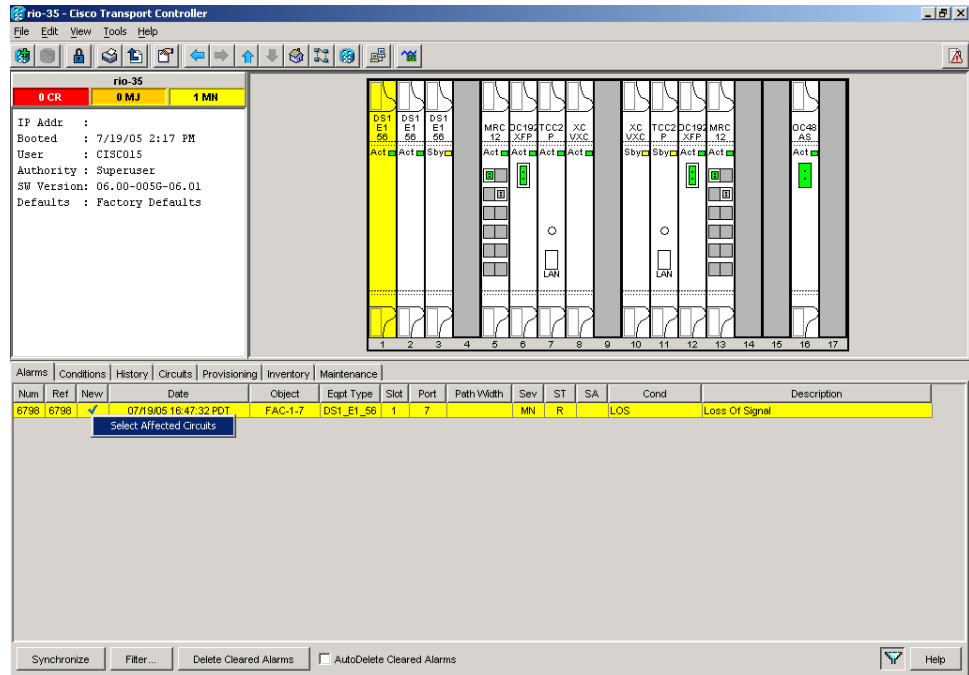 rio-35 - Cisco Transport Controller
File Edit View Tools Help
rio-35
0 CR 0 MJ 1 MN
IP Addr :
Booted : 7/19/05 2:17 PM
User : CISCO15
Authority : Superuser
SW Version: 06.00-005G-06.01
Defaults : Factory Defaults
DS1 E1 56 Act
DS1 E1 56 Act
DS1 E1 56 Sby
MRC 12 Act
OC192 XFP Act
TCC2 P Act
XC VXC Act
XC VXC Sby
TCC2 P Sby
OC192 XFP Act
MRC 12 Act
OC48 AS Act
LAN LAN
1 2 3 4 5 6 7 8 9 10 11 12 13 14 15 16 17
Alarms Conditions History Circuits Provisioning Inventory Maintenance
Num Ref New Date Object Eqpt Type Slot Port Path Width Sev ST SA Cond Description
6798 6798 07/19/05 16:47:32 PDT FAC-1-7 DS1_E1_56 1 7 MN R LOS Loss Of Signal
Select Affected Circuits
Synchronize Filter... Delete Cleared Alarms AutoDelete Cleared Alarms Help